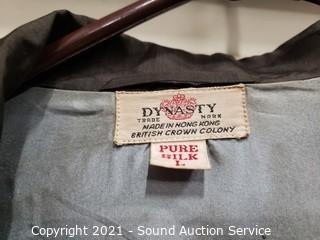 DYNASTY
TRADE MARK
MADE IN HONG KONG
BRITISH CROWN COLONY
PURE
SILK
L
Copyright 2021 - Sound Auction Service